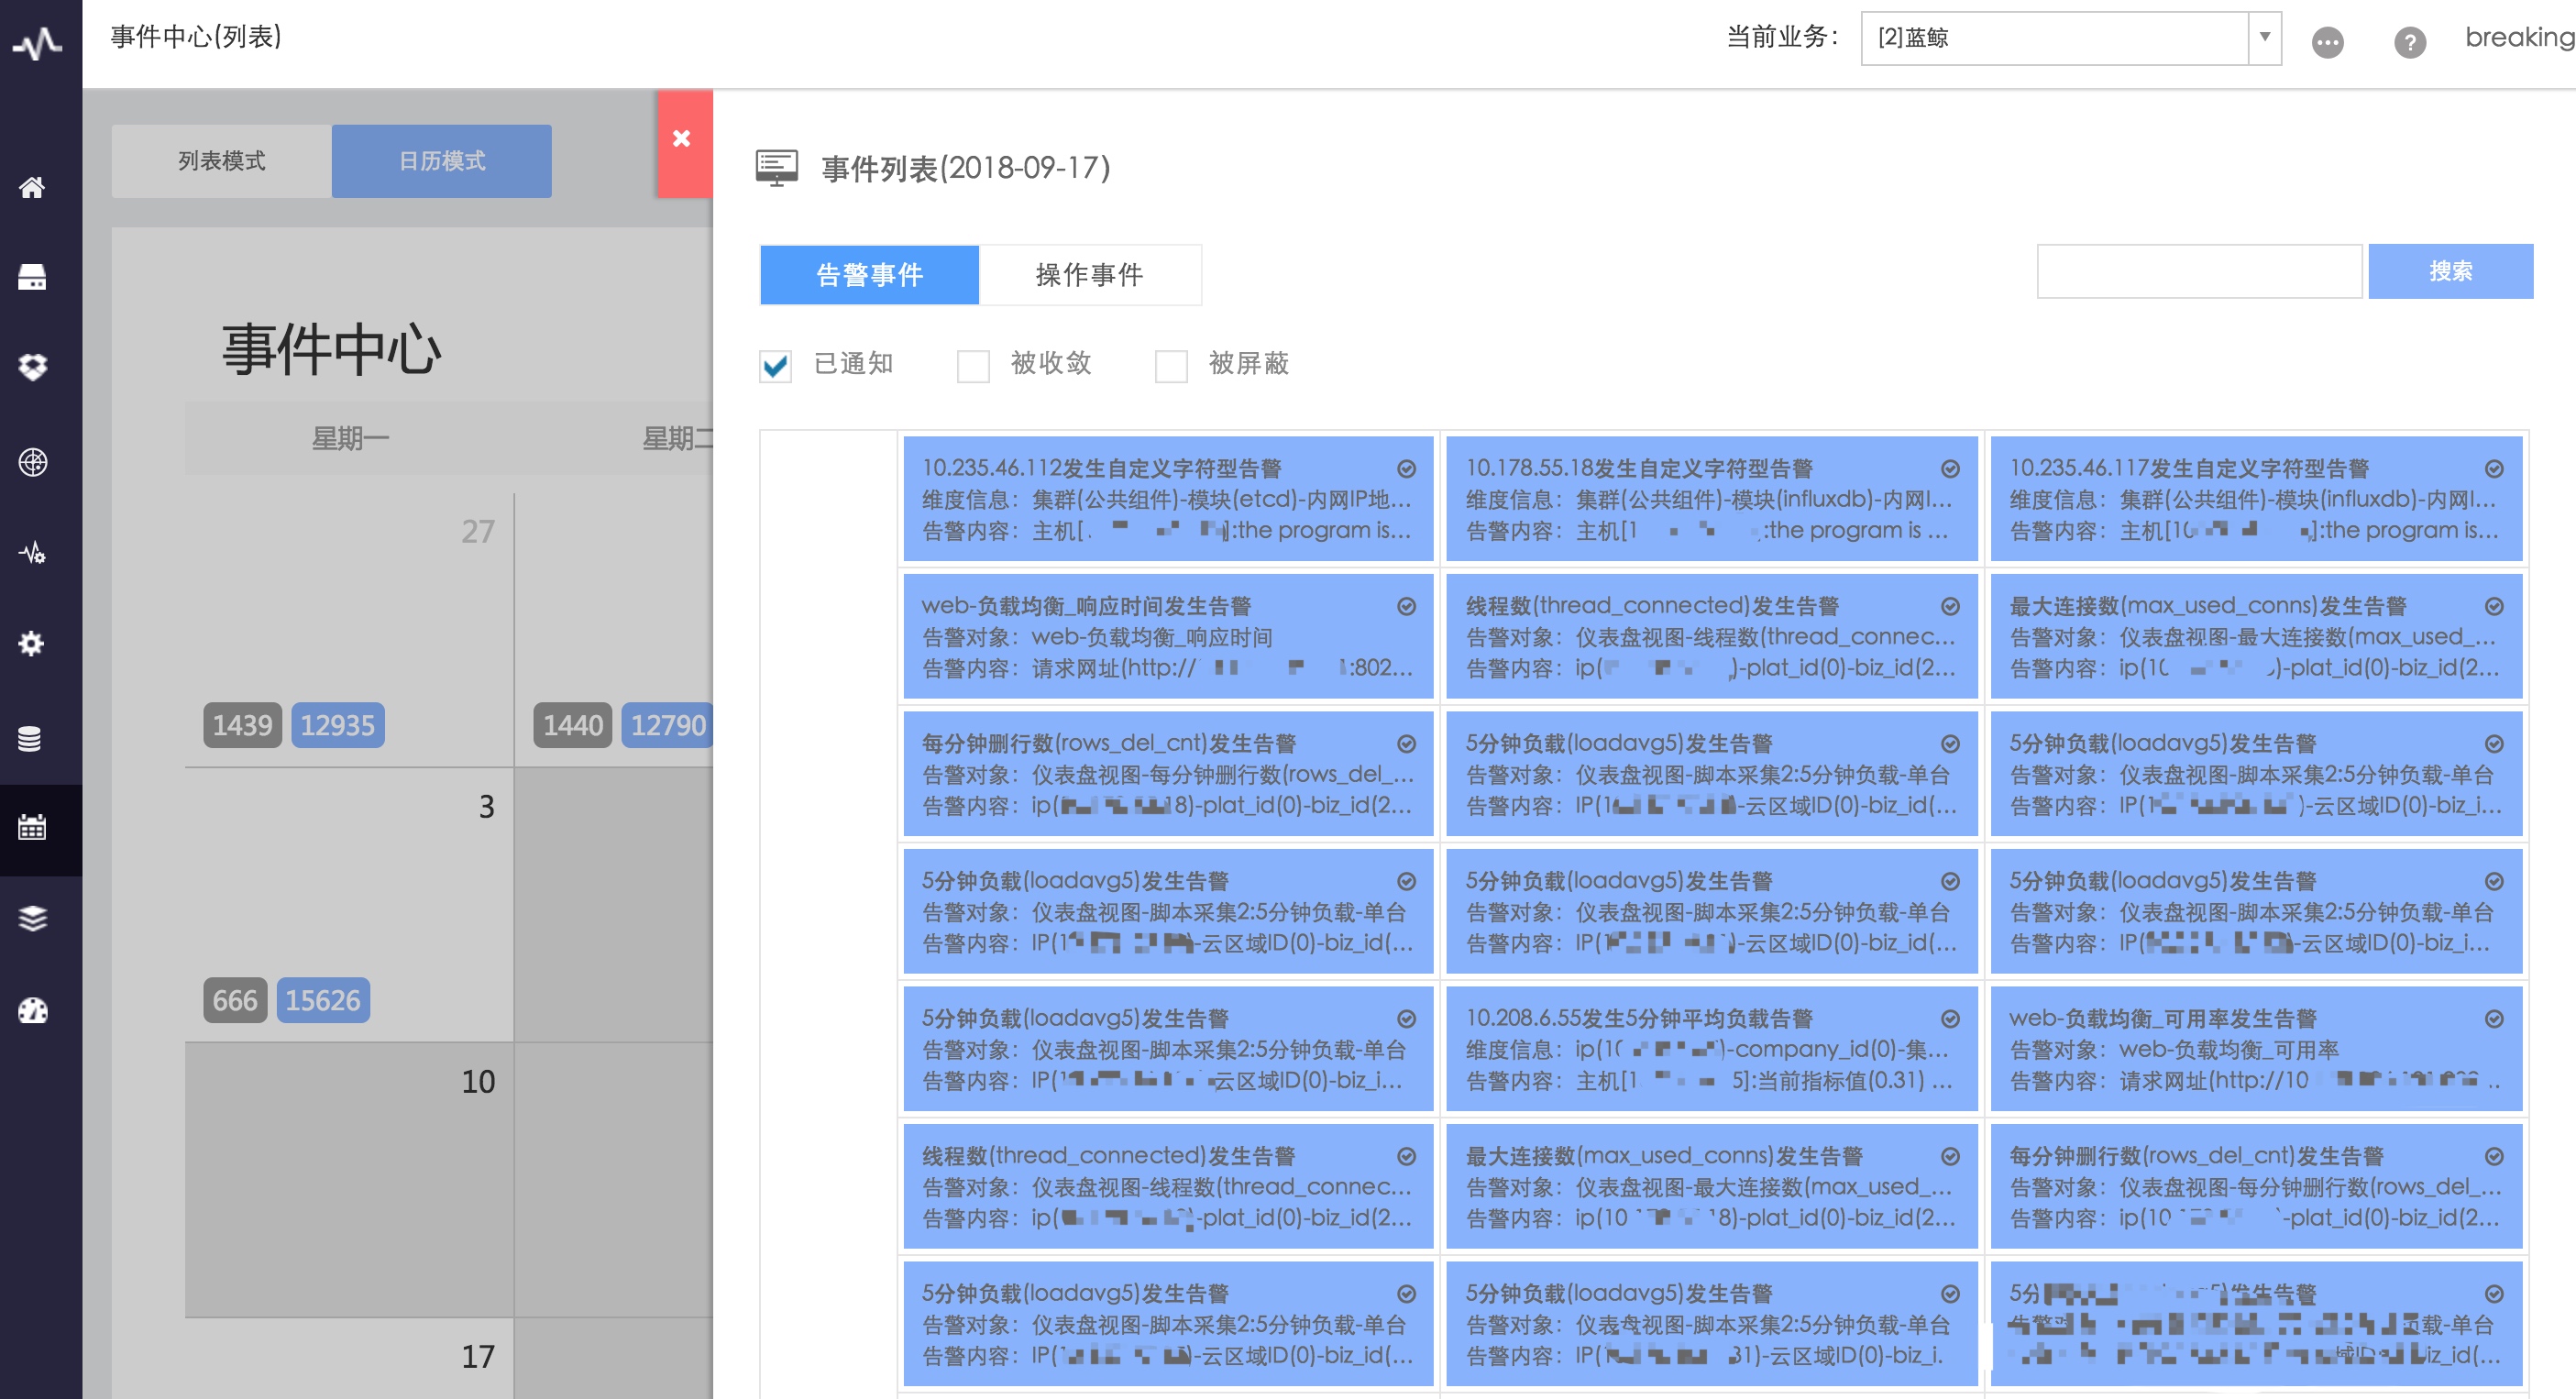 事件中心(列表)
当前业务：
[2]蓝鲸
breaking
列表模式
日历模式
事件中心
星期一
星期二
27
1439
12935
1440
12790
3
666
15626
10
17
事件列表(2018-09-17)
告警事件
操作事件
搜索
已通知
被收敛
被屏蔽
10.235.46.112发生自定义字符型告警
维度信息：集群(公共组件)-模块(etcd)-内网IP地...
告警内容：主机[ ]:the program is...
10.178.55.18发生自定义字符型告警
维度信息：集群(公共组件)-模块(influxdb)-内网I...
告警内容：主机[1 :the program is ...
10.235.46.117发生自定义字符型告警
维度信息：集群(公共组件)-模块(influxdb)-内网I...
告警内容：主机[10 ]:the program is...
web-负载均衡_响应时间发生告警
告警对象：web-负载均衡_响应时间
告警内容：请求网址(http:// :802...
线程数(thread_connected)发生告警
告警对象：仪表盘视图-线程数(thread_connec...
告警内容：ip( )-plat_id(0)-biz_id(2...
最大连接数(max_used_conns)发生告警
告警对象：仪表盘视图-最大连接数(max_used_...
告警内容：ip(10 )-plat_id(0)-biz_id(2...
每分钟删行数(rows_del_cnt)发生告警
告警对象：仪表盘视图-每分钟删行数(rows_del_...
告警内容：ip( 18)-plat_id(0)-biz_id(2...
5分钟负载(loadavg5)发生告警
告警对象：仪表盘视图-脚本采集2:5分钟负载-单台
告警内容：IP(1 -云区域ID(0)-biz_id(...
5分钟负载(loadavg5)发生告警
告警对象：仪表盘视图-脚本采集2:5分钟负载-单台
告警内容：IP(1 )-云区域ID(0)-biz_i...
5分钟负载(loadavg5)发生告警
告警对象：仪表盘视图-脚本采集2:5分钟负载-单台
告警内容：IP(1 )-云区域ID(0)-biz_id(...
5分钟负载(loadavg5)发生告警
告警对象：仪表盘视图-脚本采集2:5分钟负载-单台
告警内容：IP(1 )-云区域ID(0)-biz_id(...
5分钟负载(loadavg5)发生告警
告警对象：仪表盘视图-脚本采集2:5分钟负载-单台
告警内容：IP( -云区域ID(0)-biz_i...
5分钟负载(loadavg5)发生告警
告警对象：仪表盘视图-脚本采集2:5分钟负载-单台
告警内容：IP( 云区域ID(0)-biz_i...
10.208.6.55发生5分钟平均负载告警
维度信息：ip(10 )-company_id(0)-集...
告警内容：主机[1 5]:当前指标值(0.31) ...
web-负载均衡_可用率发生告警
告警对象：web-负载均衡_可用率
告警内容：请求网址(http://10 ..
线程数(thread_connected)发生告警
告警对象：仪表盘视图-线程数(thread_connec...
告警内容：ip( -plat_id(0)-biz_id(2...
最大连接数(max_used_conns)发生告警
告警对象：仪表盘视图-最大连接数(max_used_...
告警内容：ip(10 18)-plat_id(0)-biz_id(2...
每分钟删行数(rows_del_cnt)发生告警
告警对象：仪表盘视图-每分钟删行数(rows_del_...
告警内容：ip(10 -plat_id(0)-biz_id(2...
5分钟负载(loadavg5)发生告警
告警对象：仪表盘视图-脚本采集2:5分钟负载-单台
告警内容：IP( )-云区域ID(0)-biz_id(...
5分钟负载(loadavg5)发生告警
告警对象：仪表盘视图-脚本采集2:5分钟负载-单台
告警内容：IP( 31)-云区域ID(0)-biz_i.
5分 g5)发生告警
负载-单台
iz_id(...